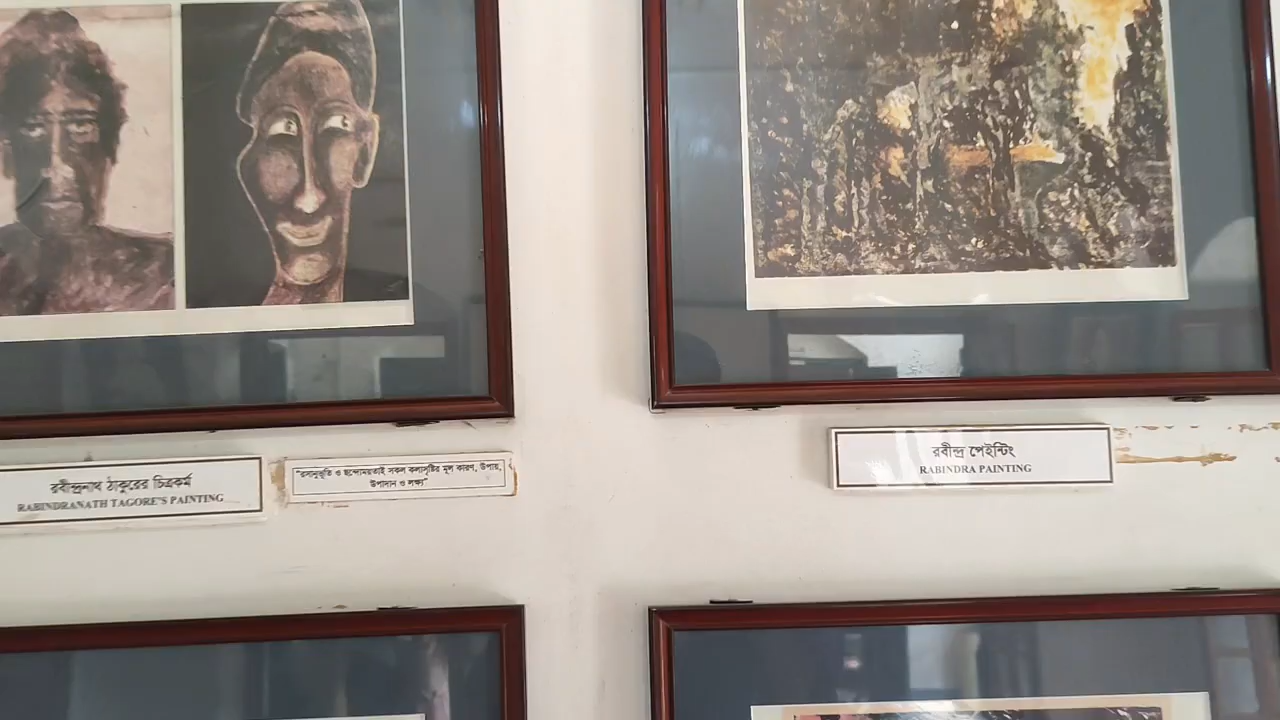 রবীন্দ্রনাথ ঠাকুরের চিত্রকর্ম
RABINDRANATH TAGORE'S PAINTING
"রসানুভূতি ও ছন্দোময়তাই সকল কলাসৃষ্টির মূল কারণ, উপায়,
উপাদান ও লক্ষ্য"
রবীন্দ্র পেইন্টিং
RABINDRA PAINTING